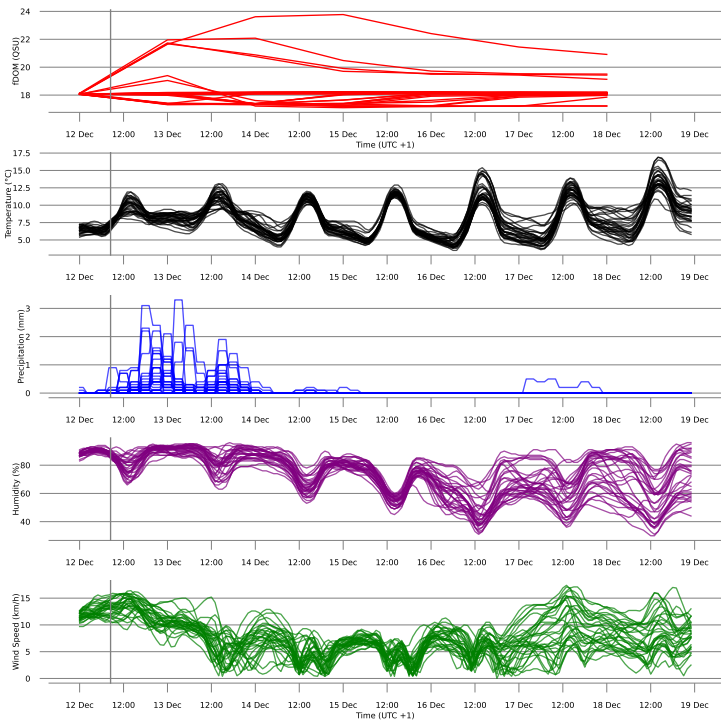 fDOM (QSU)
24
22
20
18
12 Dec 12:00 13 Dec 12:00 14 Dec 12:00 15 Dec 12:00 16 Dec 12:00 17 Dec 12:00 18 Dec 12:00 19 Dec
Time (UTC +1)
Temperature (°C)
17.5
15.0
12.5
10.0
7.5
5.0
12 Dec 12:00 13 Dec 12:00 14 Dec 12:00 15 Dec 12:00 16 Dec 12:00 17 Dec 12:00 18 Dec 12:00 19 Dec
Precipitation (mm)
3
2
1
0
12 Dec 12:00 13 Dec 12:00 14 Dec 12:00 15 Dec 12:00 16 Dec 12:00 17 Dec 12:00 18 Dec 12:00 19 Dec
Humidity (%)
80
60
40
12 Dec 12:00 13 Dec 12:00 14 Dec 12:00 15 Dec 12:00 16 Dec 12:00 17 Dec 12:00 18 Dec 12:00 19 Dec
Wind Speed (km/h)
15
10
5
0
12 Dec 12:00 13 Dec 12:00 14 Dec 12:00 15 Dec 12:00 16 Dec 12:00 17 Dec 12:00 18 Dec 12:00 19 Dec
Time (UTC +1)